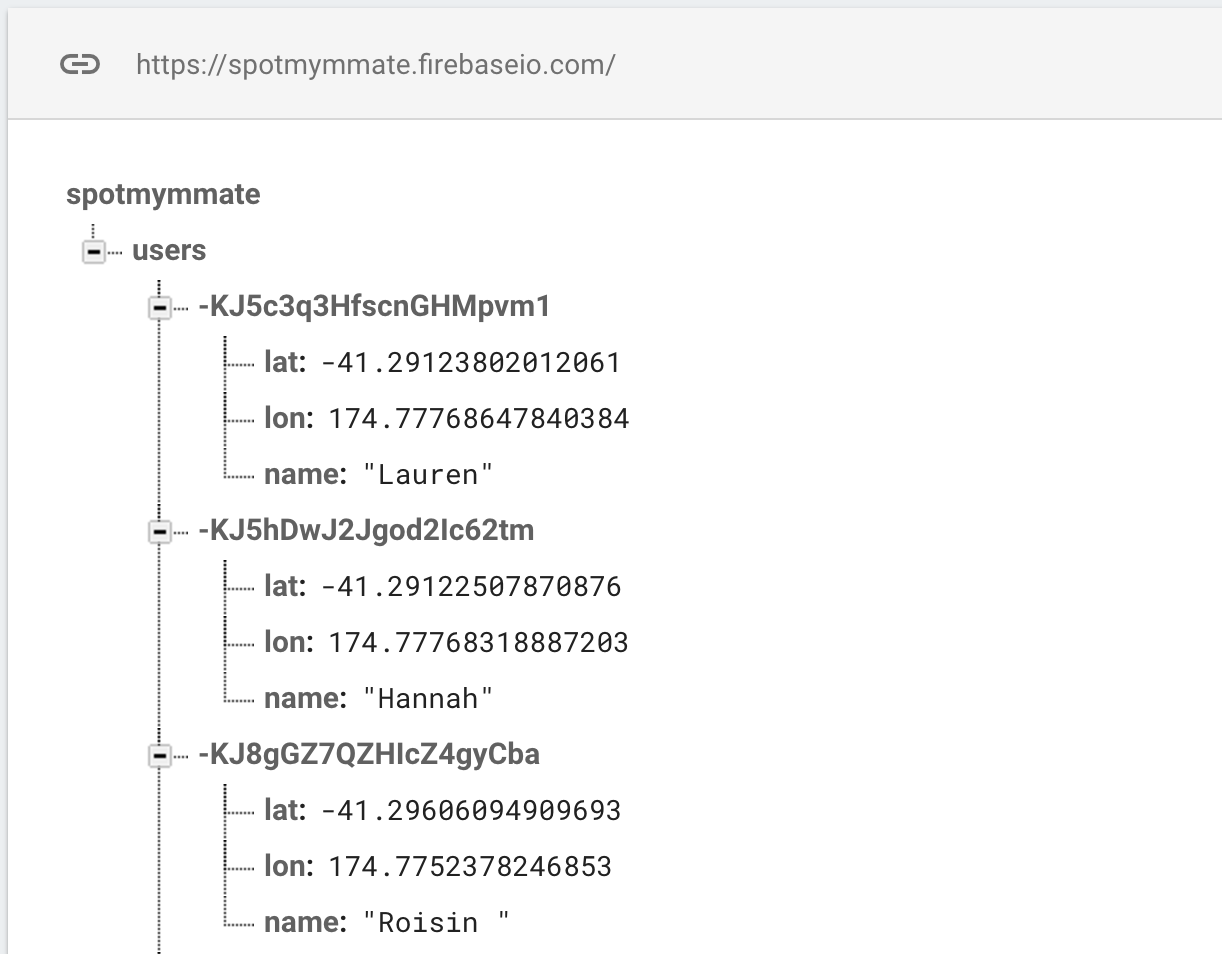 https://spotmymmate.firebaseio.com/
spotmymmate
users
-KJ5c3q3HfscnGHMpvm1
lat: -41.29123802012061
lon: 174.77768647840384
name: "Lauren"
-KJ5hDwJ2Jgod2Ic62tm
lat: -41.29122507870876
lon: 174.77768318887203
name: "Hannah"
-KJ8gGZ7QZHIcZ4gyCba
lat: -41.29606094909693
lon: 174.7752378246853
name: "Roisin "